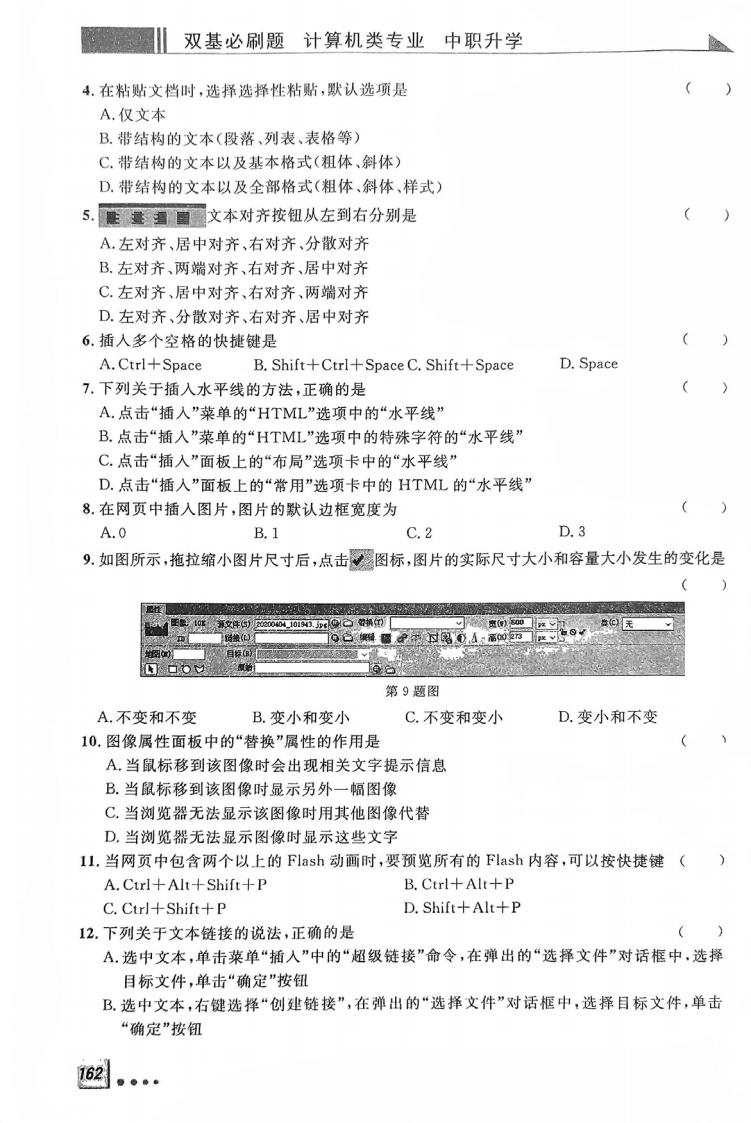 双基必刷题 计算机类专业 中职升学
4. 在粘贴文档时,选择选择性粘贴,默认选项是 ( )
A. 仅文本
B. 带结构的文本(段落、列表、表格等)
C. 带结构的文本以及基本格式(粗体、斜体)
D. 带结构的文本以及全部格式(粗体、斜体、样式)
5. 文本对齐按钮从左到右分别是 ( )
A. 左对齐、居中对齐、右对齐、分散对齐
B. 左对齐、两端对齐、右对齐、居中对齐
C. 左对齐、居中对齐、右对齐、两端对齐
D. 左对齐、分散对齐、右对齐、居中对齐
6. 插入多个空格的快捷键是 ( )
A. Ctrl+Space B. Shift+Ctrl+Space C. Shift+Space D. Space
7. 下列关于插入水平线的方法,正确的是 ( )
A. 点击“插入”菜单的“HTML”选项中的“水平线”
B. 点击“插入”菜单的“HTML”选项中的特殊字符的“水平线”
C. 点击“插入”面板上的“布局”选项卡中的“水平线”
D. 点击“插入”面板上的“常用”选项卡中的 HTML 的“水平线”
8. 在网页中插入图片,图片的默认边框宽度为 ( )
A. 0 B. 1 C. 2 D. 3
9. 如图所示,拖拉缩小图片尺寸后,点击 图标,图片的实际尺寸大小和容量大小发生的变化是
( )
属性
图像, 10K 源文件(S) 20200404_101943.jpg 替换(T) 宽(W) 500 px 类(C) 无
ID 链接(L) 编辑 高(H) 273 px
地图(M) 目标(R)
原始
第 9 题图
A. 不变和不变 B. 变小和变小 C. 不变和变小 D. 变小和不变
10. 图像属性面板中的“替换”属性的作用是 ( )
A. 当鼠标移到该图像时会出现相关文字提示信息
B. 当鼠标移到该图像时显示另外一幅图像
C. 当浏览器无法显示该图像时用其他图像代替
D. 当浏览器无法显示图像时显示这些文字
11. 当网页中包含两个以上的 Flash 动画时,要预览所有的 Flash 内容,可以按快捷键 ( )
A. Ctrl+Alt+Shift+P B. Ctrl+Alt+P
C. Ctrl+Shift+P D. Shift+Alt+P
12. 下列关于文本链接的说法,正确的是 ( )
A. 选中文本,单击菜单“插入”中的“超级链接”命令,在弹出的“选择文件”对话框中,选择
目标文件,单击“确定”按钮
B. 选中文本,右键选择“创建链接”,在弹出的“选择文件”对话框中,选择目标文件,单击
“确定”按钮
162